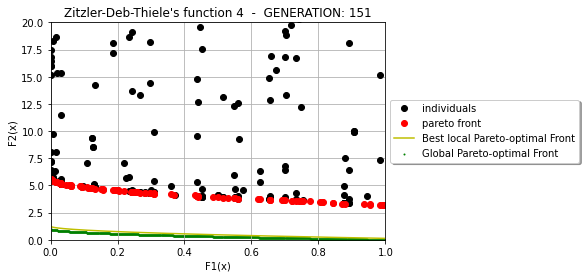 Zitzler-Deb-Thiele's function 4 - GENERATION: 151
20.0
17.5
15.0
12.5
10.0
7.5
5.0
2.5
0.0
F2(x)
0.0 0.2 0.4 0.6 0.8 1.0
F1(x)
individuals
pareto front
Best local Pareto-optimal Front
Global Pareto-optimal Front